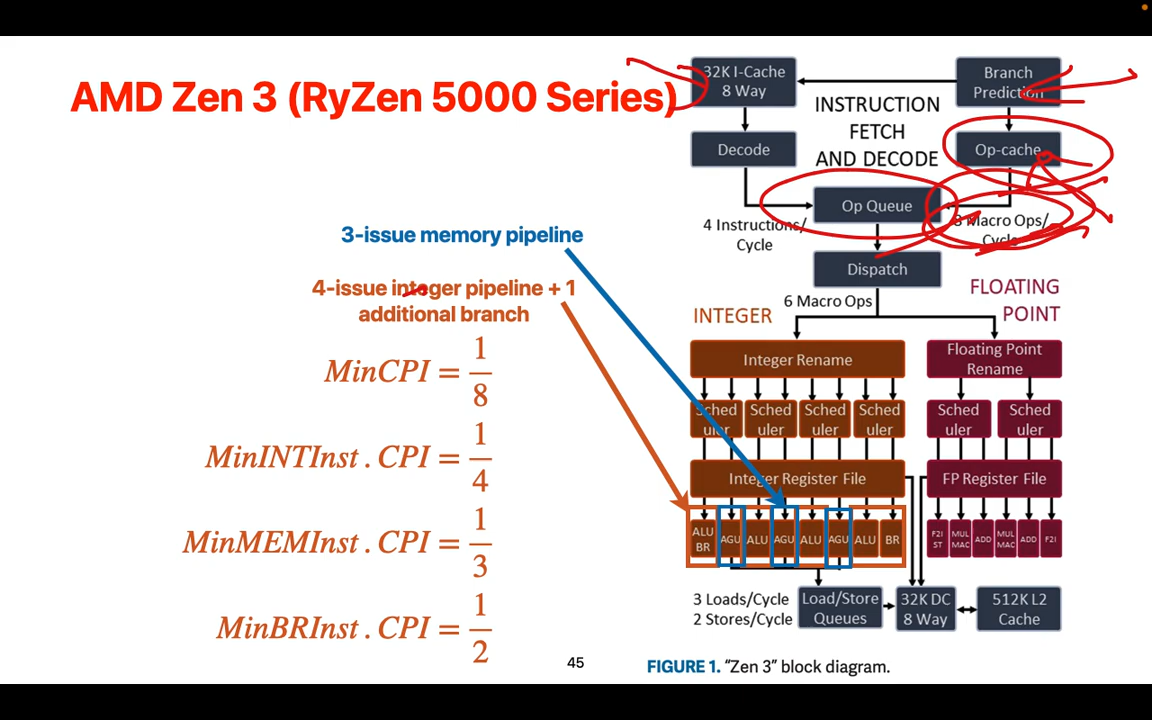 AMD Zen 3 (RyZen 5000 Series)
3-issue memory pipeline
4-issue integer pipeline + 1
additional branch
MinCPI = 1/8
MinINTInst . CPI = 1/4
MinMEMInst . CPI = 1/3
MinBRInst . CPI = 1/2
32K I-Cache
8 Way
Branch
Prediction
INSTRUCTION
FETCH
AND DECODE
Decode
Op-cache
Op Queue
4 Instructions/
Cycle
8 Macro Ops/
Cycle
Dispatch
6 Macro Ops
INTEGER
FLOATING
POINT
Integer Rename
Floating Point
Rename
Sched
uler
Sched
uler
Sched
uler
Sched
uler
Sched
uler
Sched
uler
Integer Register File
FP Register File
ALU
BR
AGU
ALU
AGU
ALU
AGU
ALU
BR
F2I
ST
MUL
MAC
ADD
MUL
MAC
ADD
F2I
3 Loads/Cycle
2 Stores/Cycle
Load/Store
Queues
32K DC
8 Way
512K L2
Cache
45
FIGURE 1. “Zen 3” block diagram.